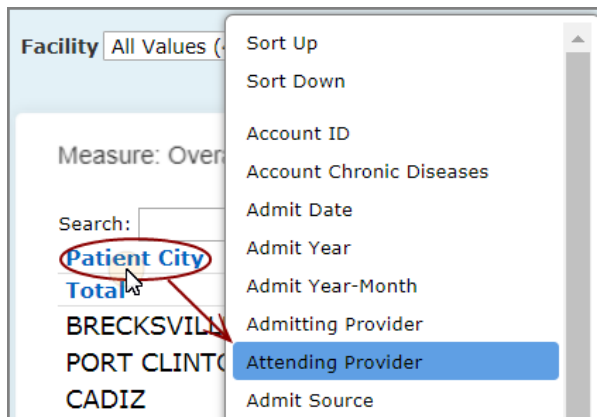 Facility All Values (
Measure: Over
Search:
Patient City
Total
BRECKSVILL
PORT CLINTO
CADIZ
Sort Up
Sort Down
Account ID
Account Chronic Diseases
Admit Date
Admit Year
Admit Year-Month
Admitting Provider
Attending Provider
Admit Source